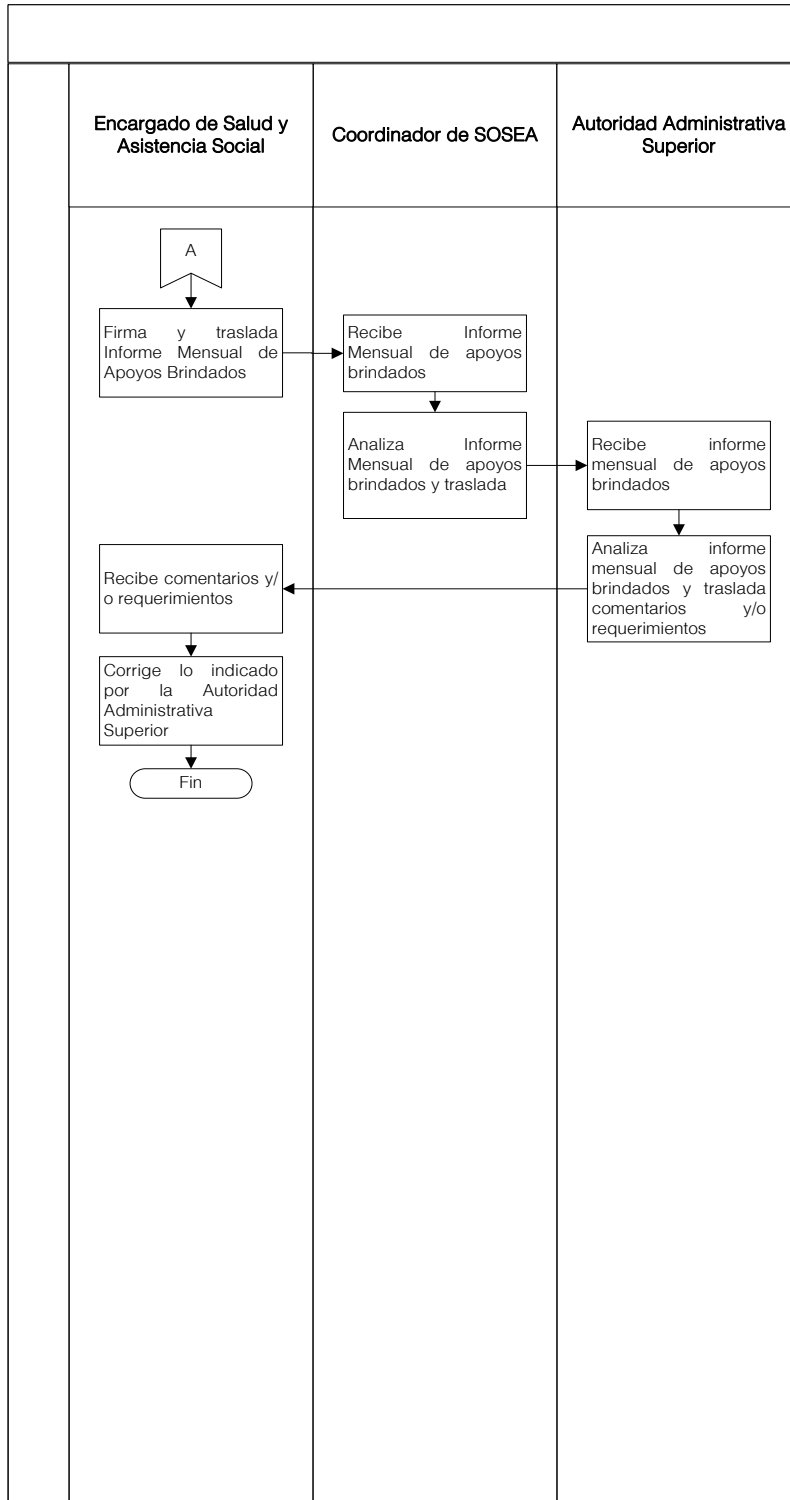 Encargado de Salud y
Asistencia Social
Coordinador de SOSEA
Autoridad Administrativa
Superior
A
Firma y traslada
Informe Mensual de
Apoyos Brindados
Recibe Informe
Mensual de apoyos
brindados
Analiza Informe
Mensual de apoyos
brindados y traslada
Recibe informe
mensual de apoyos
brindados
Analiza informe
mensual de apoyos
brindados y traslada
comentarios y/o
requerimientos
Recibe comentarios y/
o requerimientos
Corrige lo indicado
por la Autoridad
Administrativa
Superior
Fin